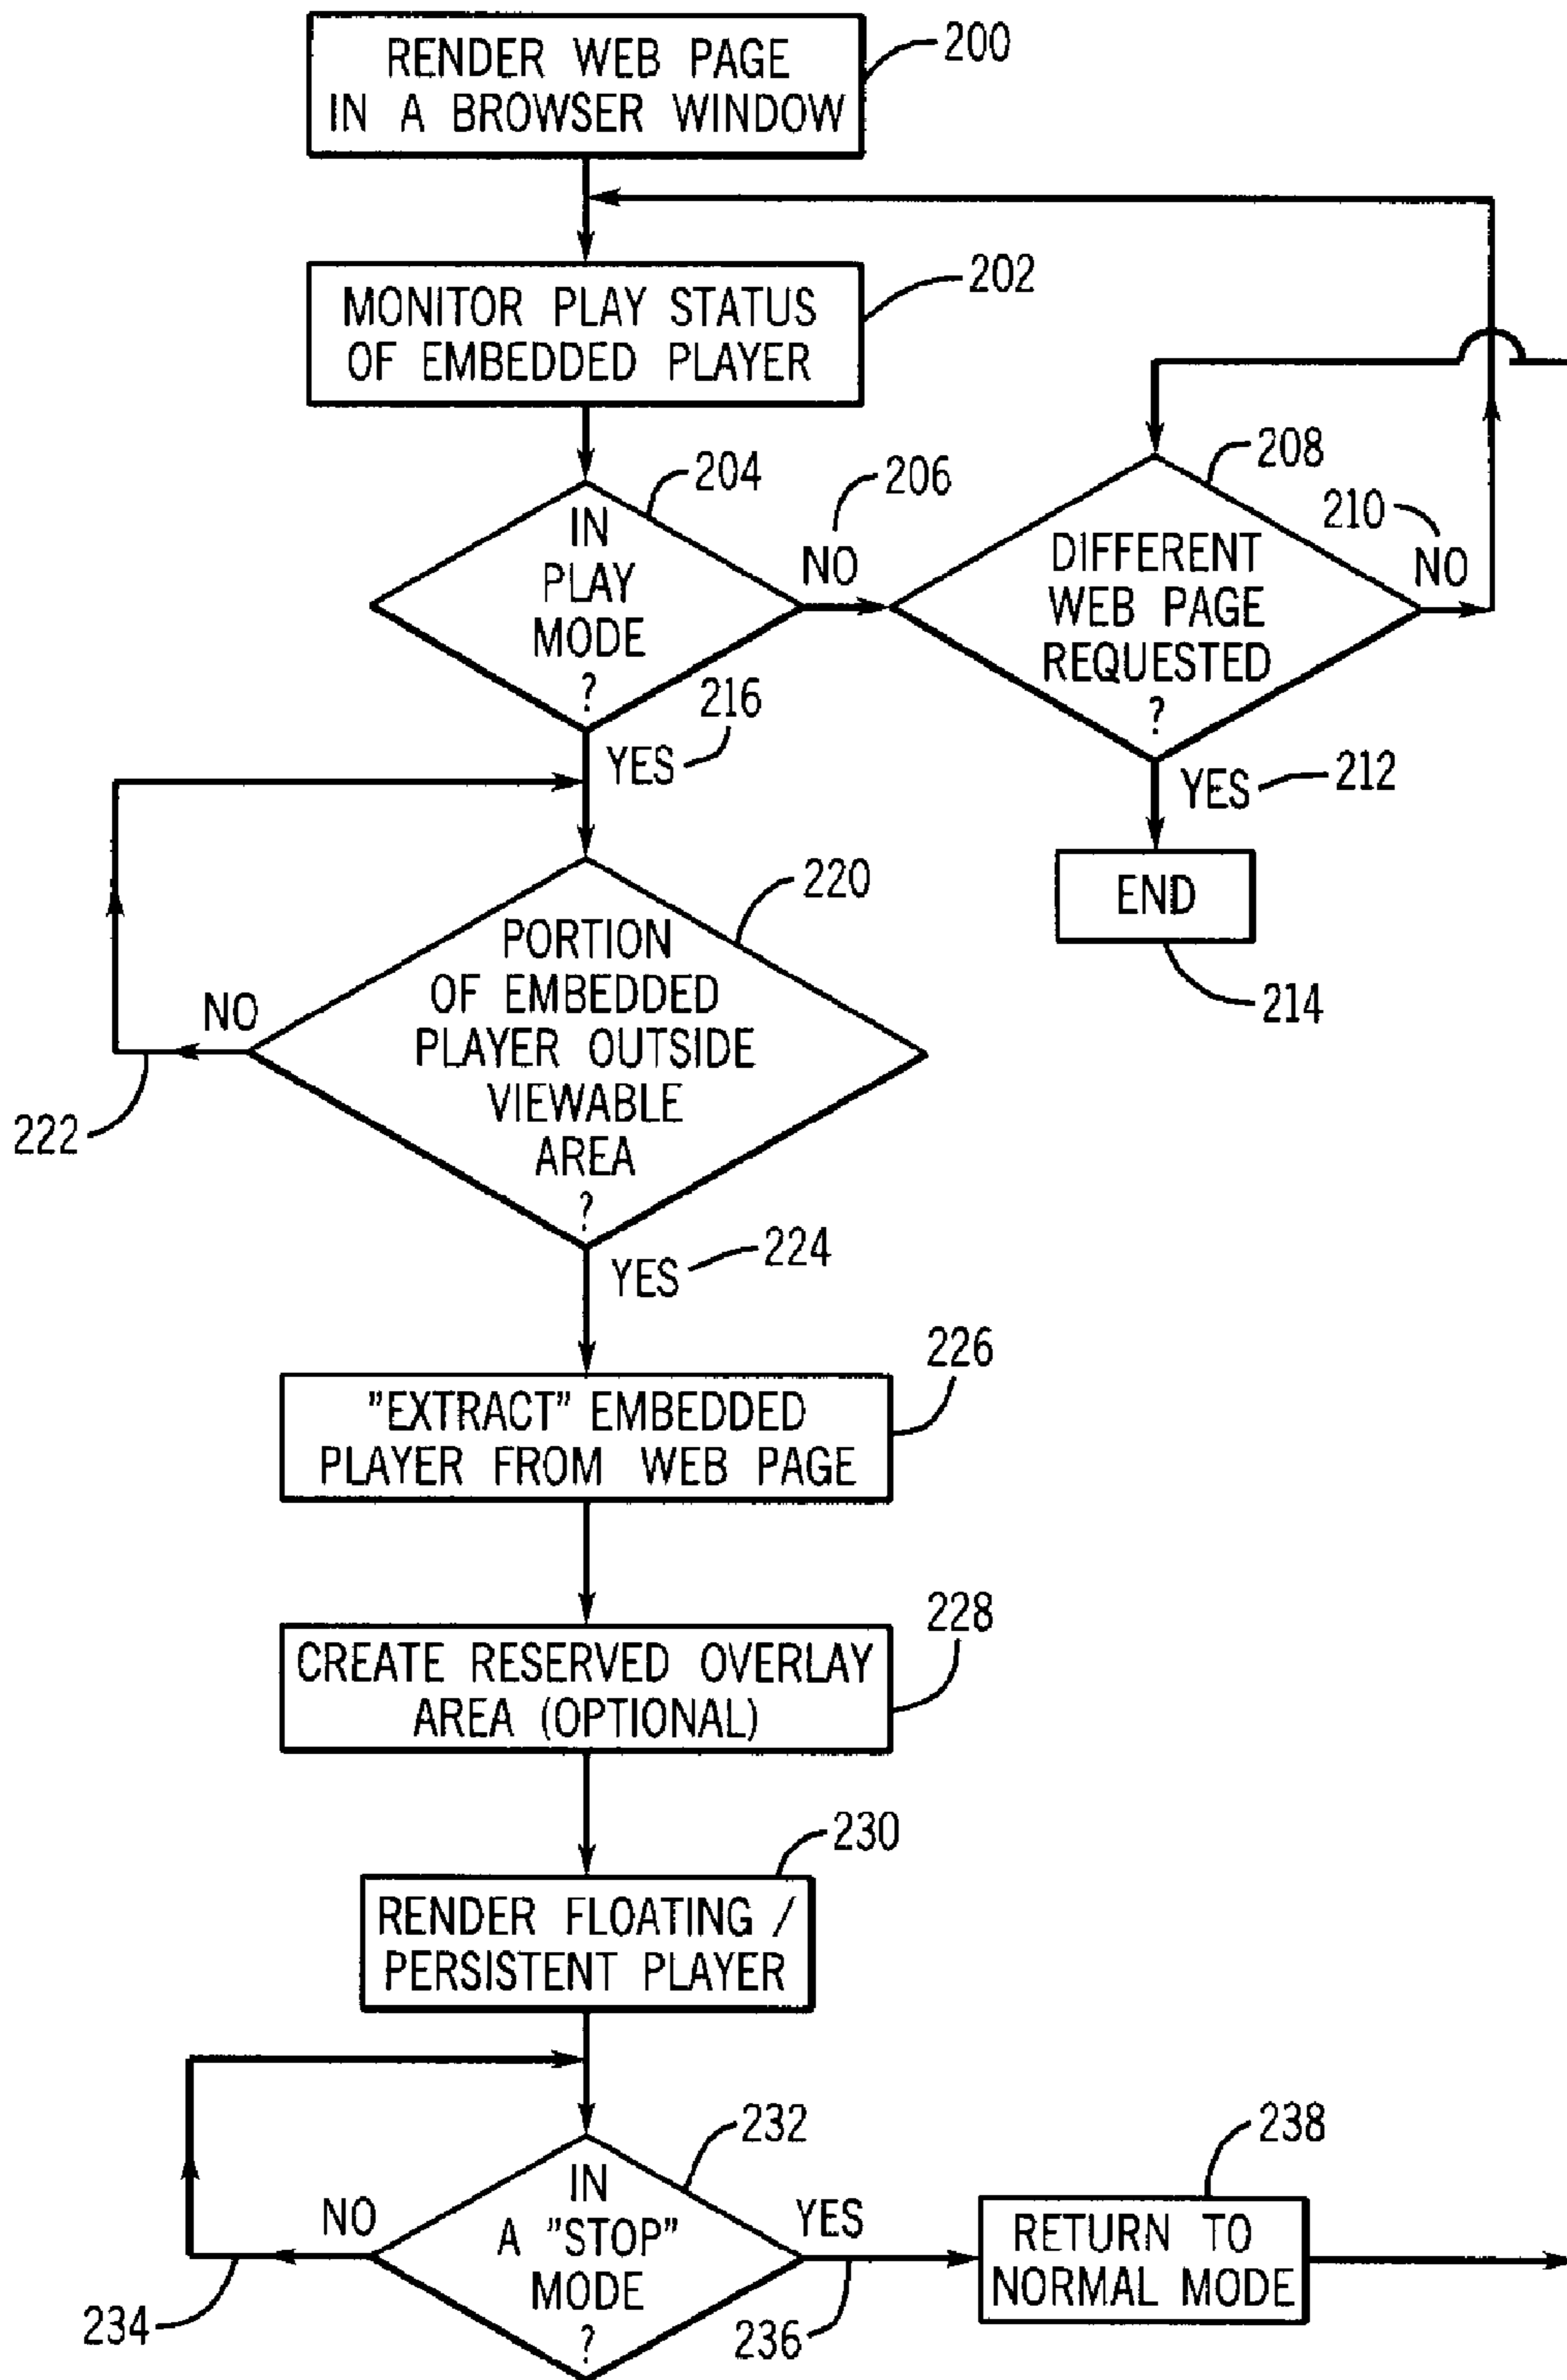 RENDER WEB PAGE
IN A BROWSER WINDOW
200
MONITOR PLAY STATUS
OF EMBEDDED PLAYER
202
IN
PLAY
MODE
?
204
NO
206
DIFFERENT
WEB PAGE
REQUESTED
?
208
210
NO
YES
216
YES
212
END
214
PORTION
OF EMBEDDED
PLAYER OUTSIDE
VIEWABLE
AREA
?
220
NO
222
YES
224
"EXTRACT" EMBEDDED
PLAYER FROM WEB PAGE
226
CREATE RESERVED OVERLAY
AREA (OPTIONAL)
228
RENDER FLOATING /
PERSISTENT PLAYER
230
IN
A "STOP"
MODE
?
232
NO
234
YES
236
RETURN TO
NORMAL MODE
238